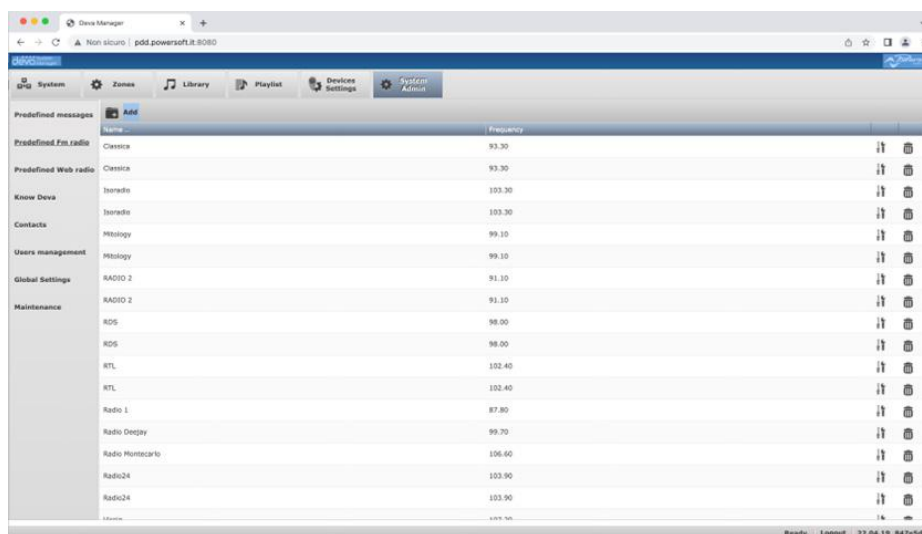 Deva Manager
Non sicuro | pdd.powersoft.it:8080
deva system manager
System Zones Library Playlist Devices Settings System Admin
Predefined messages
Predefined Fm radio
Predefined Web radio
Know Deva
Contacts
Users management
Global Settings
Maintenance
Add
Name Frequency
Classica 93.30
Classica 93.30
Isoradio 103.30
Isoradio 103.30
Mitology 99.10
Mitology 99.10
RADIO 2 91.10
RADIO 2 91.10
RDS 98.00
RDS 98.00
RTL 102.40
RTL 102.40
Radio 1 87.80
Radio Deejay 99.70
Radio Montecarlo 106.60
Radio24 103.90
Radio24 103.90
Ready Logout